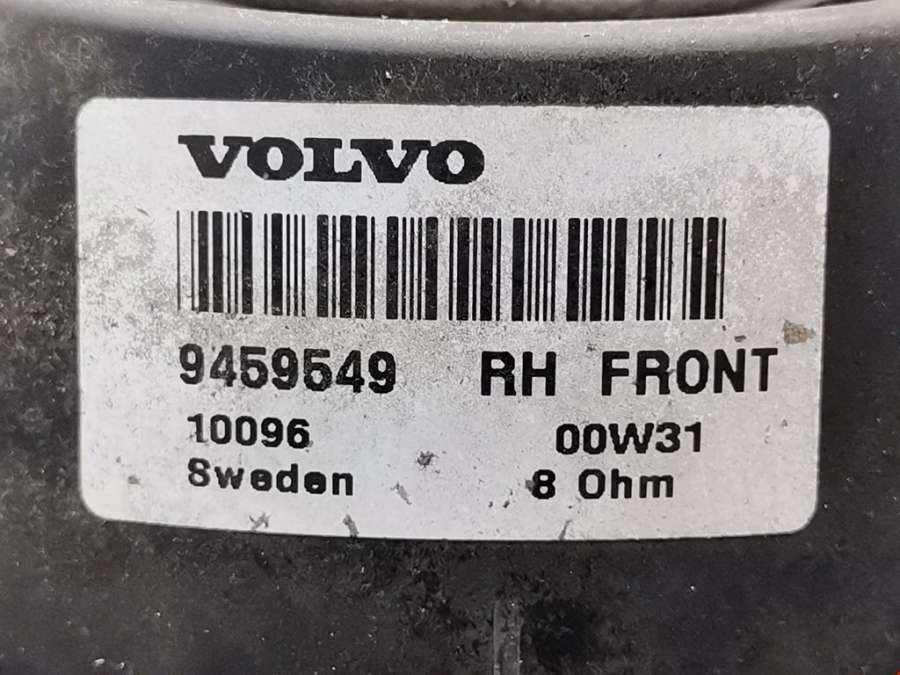 VOLVO
9459549 RH FRONT
10096 00W31
Sweden 8 Ohm